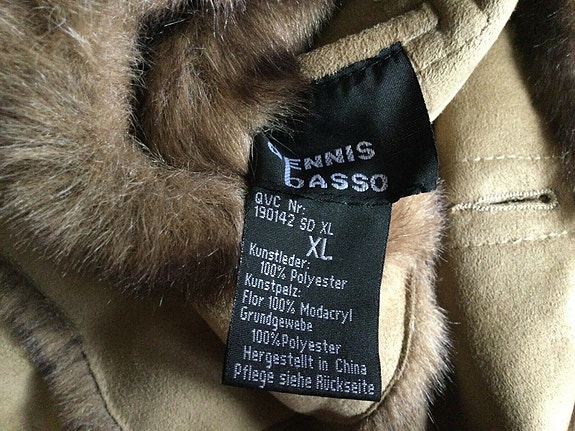 DENNIS
BASSO
QVC Nr:
190142 SD XL
XL
Kunstleder:
100% Polyester
Kunstpelz:
Flor 100% Modacryl
Grundgewebe
100%Polyester
Hergestellt in China
Pflege siehe Rückseite